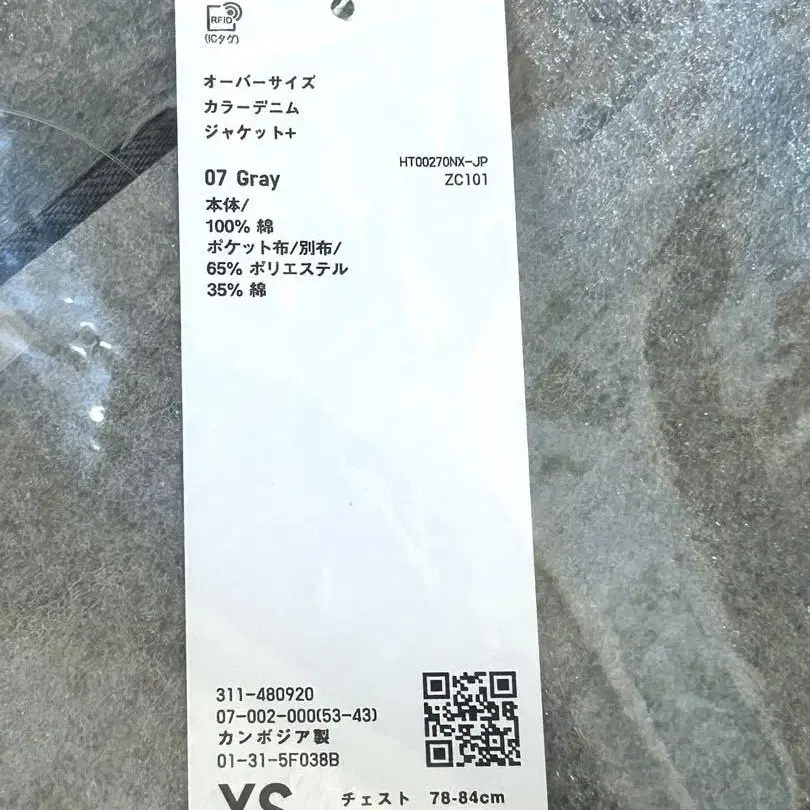 RFID
(ICタグ)
オーバーサイズ
カラーデニム
ジャケット+
HT00270NX-JP
07 Gray
ZC101
本体/
100% 綿
ポケット布/別布/
65% ポリエステル
35% 綿
311-480920
07-002-000(53-43)
カンボジア製
01-31-5F038B
XS
チェスト 78-84cm